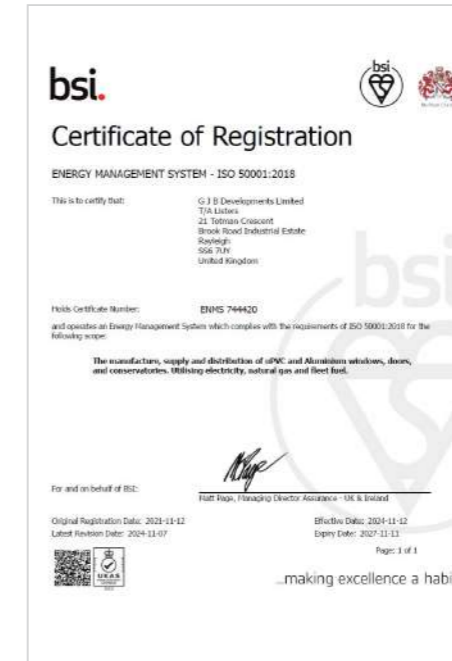 bsi.
bsi
Certificate of Registration
ENERGY MANAGEMENT SYSTEM - ISO 50001:2018
This is to certify that:
G J B Developments Limited
T/A Listers
21 Totman Crescent
Brook Road Industrial Estate
Rayleigh
SS6 7UY
United Kingdom
Holds Certificate Number:
ENMS 744420
and operates an Energy Management System which complies with the requirements of ISO 50001:2018 for the
following scope:
The manufacture, supply and distribution of uPVC and Aluminium windows, doors,
and conservatories. Utilising electricity, natural gas and fleet fuel.
bsi
For and on behalf of BSI:
Matt Page, Managing Director Assurance - UK & Ireland
Original Registration Date: 2021-11-12
Effective Date: 2024-11-12
Latest Revision Date: 2024-11-07
Expiry Date: 2027-11-11
Page: 1 of 1
UKAS
...making excellence a habi